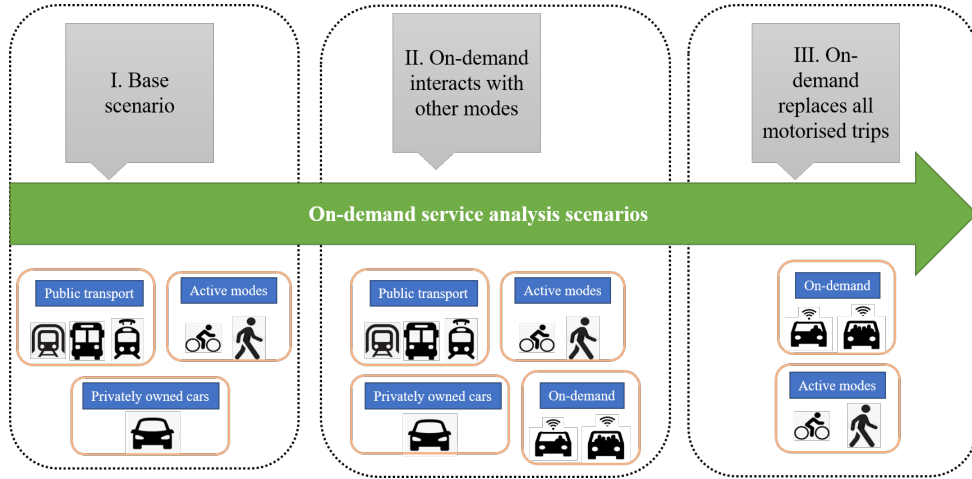 I. Base
scenario
II. On-demand
interacts with
other modes
III. On-
demand
replaces all
motorised trips
On-demand service analysis scenarios
Public transport
Active modes
Privately owned cars
Public transport
Active modes
Privately owned cars
On-demand
On-demand
Active modes